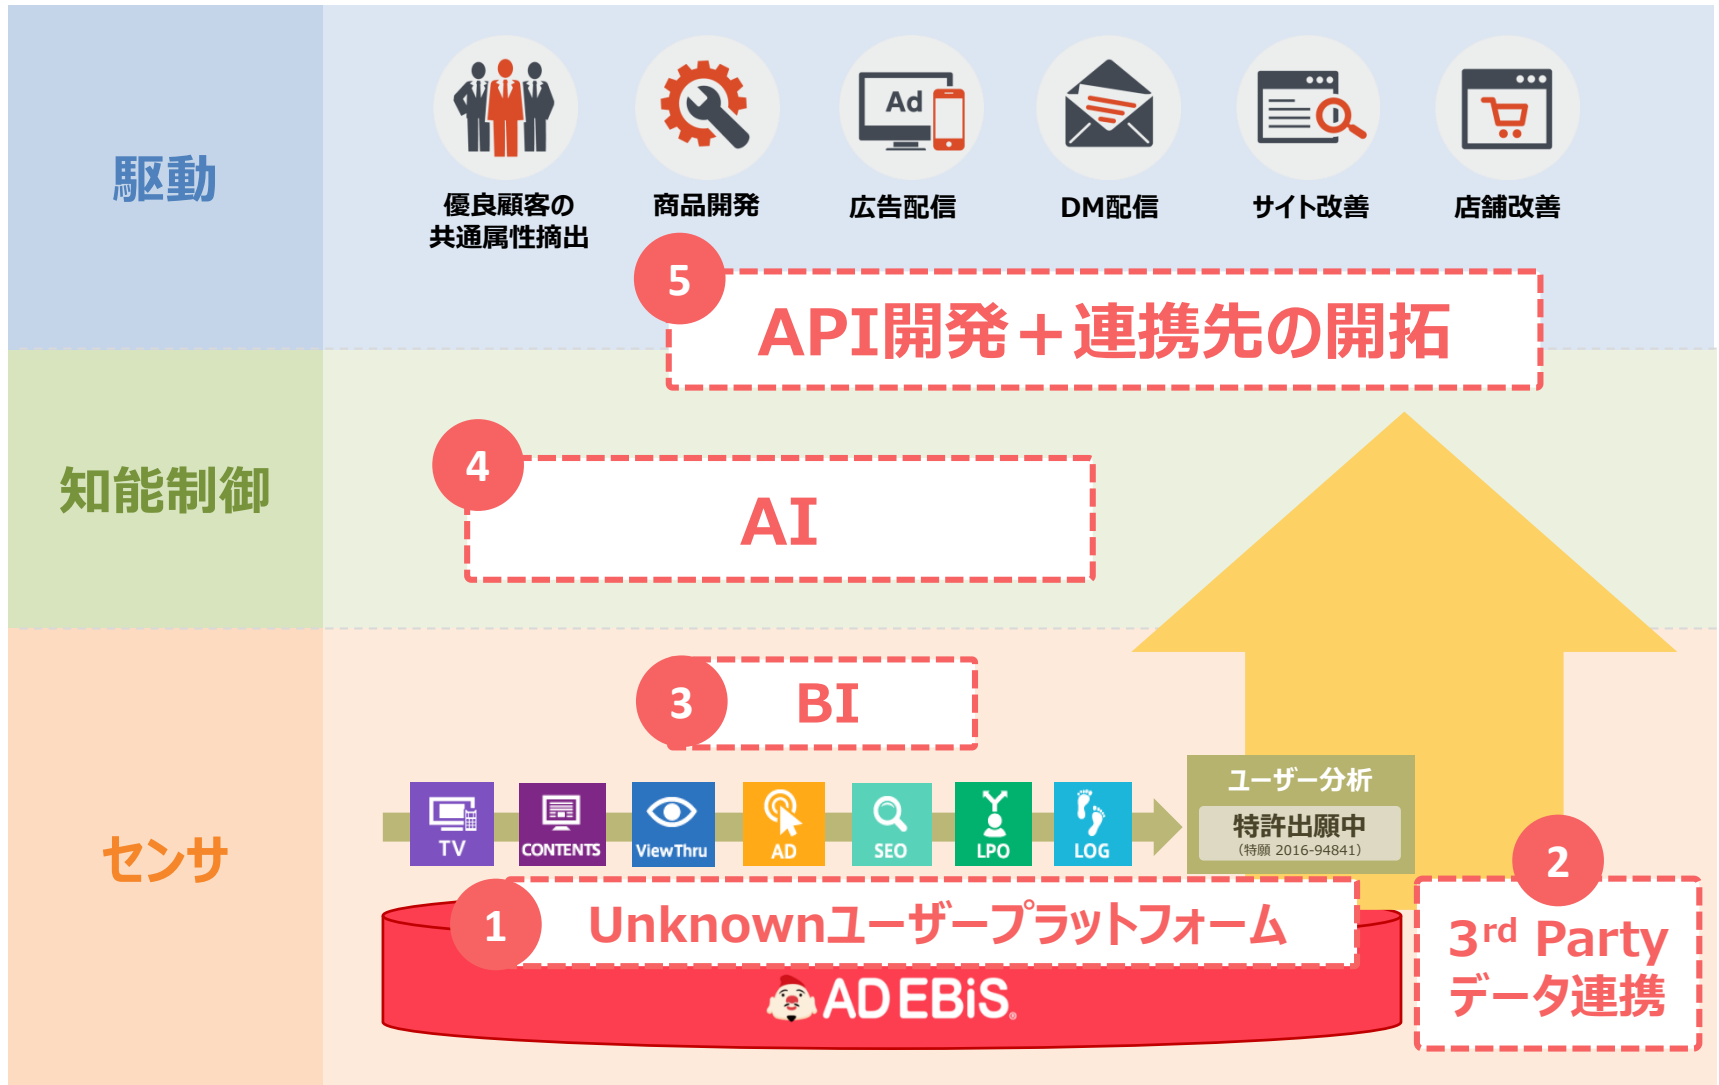 駆動
Ad
優良顧客の
共通属性摘出
商品開発
広告配信
DM配信
サイト改善
店舗改善
5
API開発＋連携先の開拓
知能制御
4
AI
センサ
3
BI
TV
CONTENTS
ViewThru
AD
SEO
LPO
LOG
ユーザー分析
特許出願中
（特願 2016-94841）
1
Unknownユーザープラットフォーム
AD EBiS®
2
3rd Party
データ連携